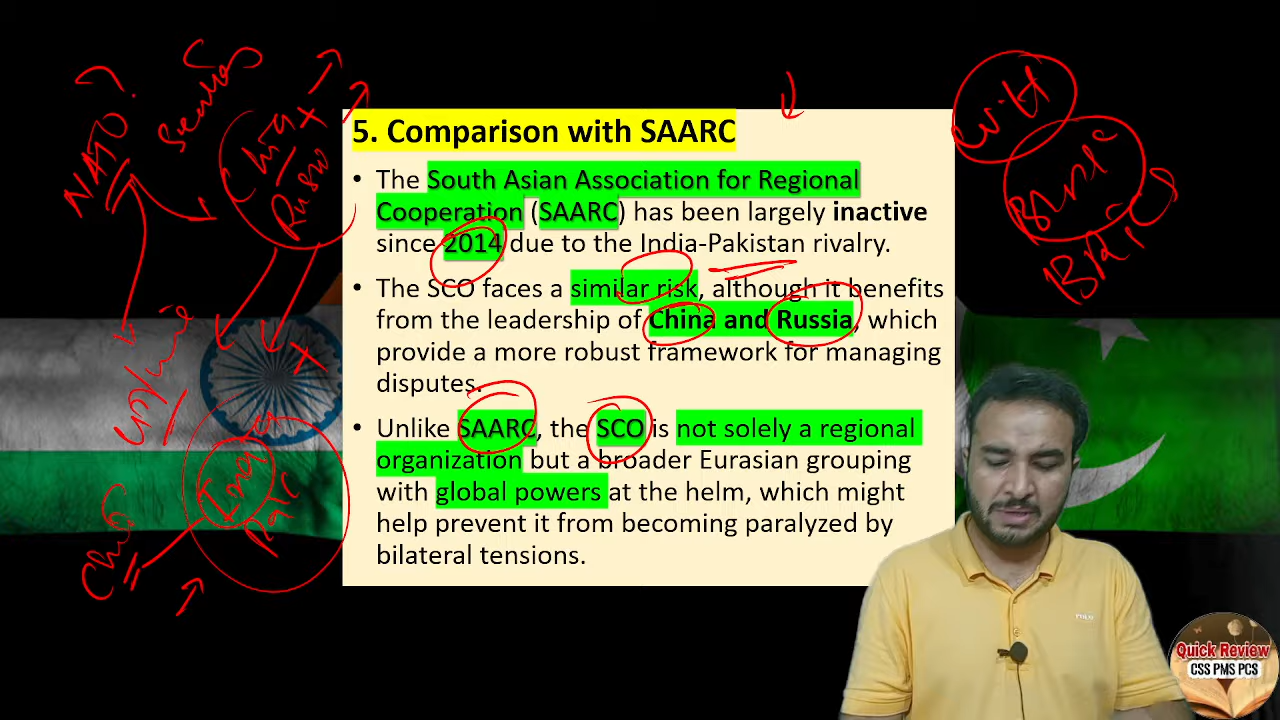 NATO?
China
Russia
5. Comparison with SAARC
• The South Asian Association for Regional
Cooperation (SAARC) has been largely inactive
since 2014 due to the India-Pakistan rivalry.
• The SCO faces a similar risk, although it benefits
from the leadership of China and Russia, which
provide a more robust framework for managing
disputes.
• Unlike SAARC, the SCO is not solely a regional
organization but a broader Eurasian grouping
with global powers at the helm, which might
help prevent it from becoming paralyzed by
bilateral tensions.
Ukraine
Pak
Quick Review
CSS PMS PCS